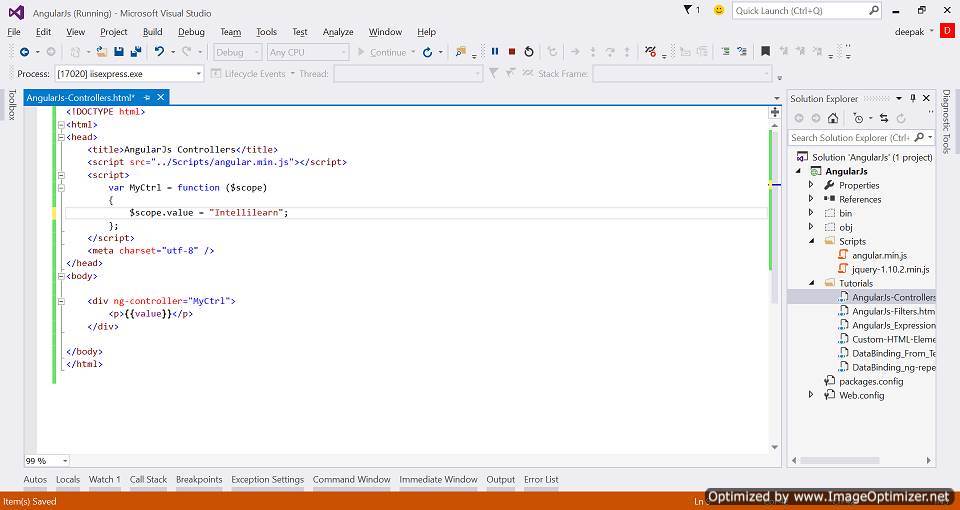 AngularJs (Running) - Microsoft Visual Studio
1
Quick Launch (Ctrl+Q)
File Edit View Project Build Debug Team Tools Test Analyze Window Help
deepak
D
Debug Any CPU Continue
Process: [17020] iisexpress.exe Lifecycle Events Thread: Stack Frame:
Toolbox
AngularJs-Controllers.html*
<!DOCTYPE html>
<html>
<head>
<title>AngularJs Controllers</title>
<script src="../Scripts/angular.min.js"></script>
<script>
var MyCtrl = function ($scope)
{
$scope.value = "Intellilearn";
};
</script>
<meta charset="utf-8" />
</head>
<body>
<div ng-controller="MyCtrl">
<p>{{value}}</p>
</div>
</body>
</html>
99 %
Solution Explorer
Search Solution Explorer (Ctrl+
Solution 'AngularJs' (1 project)
AngularJs
Properties
References
bin
obj
Scripts
angular.min.js
jquery-1.10.2.min.js
Tutorials
AngularJs-Controllers
AngularJs-Filters.htm
AngularJs_Expression
Custom-HTML-Eleme
DataBinding_From_Te
DataBinding_ng-repe
packages.config
Web.config
Diagnostic Tools
Autos Locals Watch 1 Call Stack Breakpoints Exception Settings Command Window Immediate Window Output Error List
Item(s) Saved
Optimized by www.ImageOptimizer.net